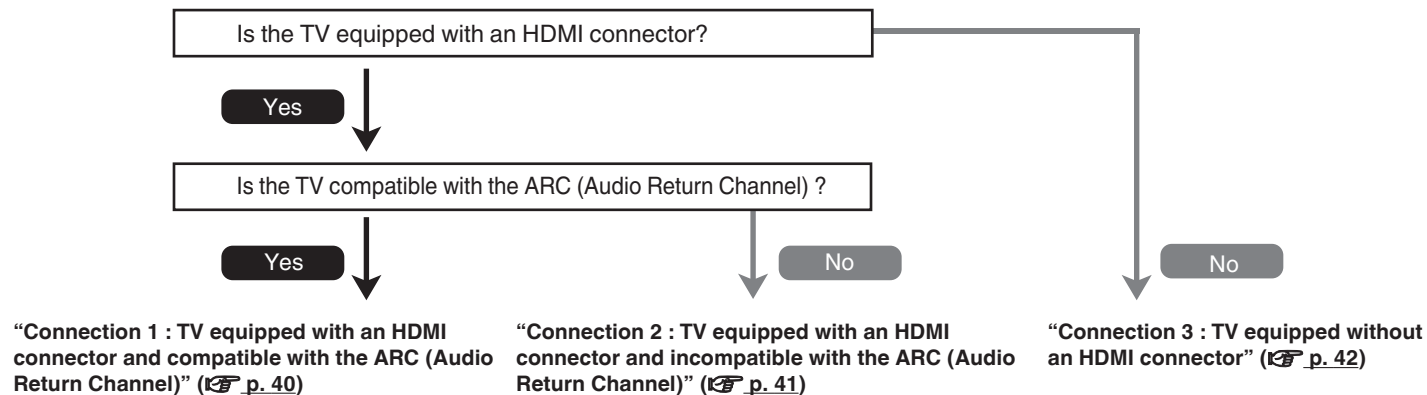 Is the TV equipped with an HDMI connector?
Yes
Is the TV compatible with the ARC (Audio Return Channel) ?
Yes
No
No
“Connection 1 : TV equipped with an HDMI
connector and compatible with the ARC (Audio
Return Channel)” (☞ p. 40)
“Connection 2 : TV equipped with an HDMI
connector and incompatible with the ARC (Audio
Return Channel)” (☞ p. 41)
“Connection 3 : TV equipped without
an HDMI connector” (☞ p. 42)